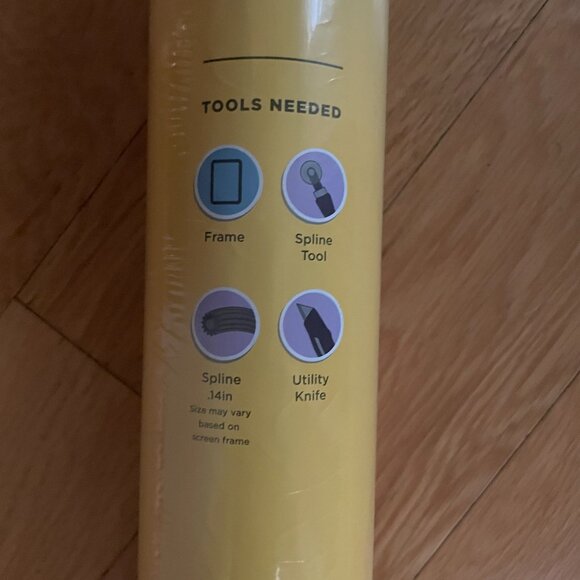 TOOLS NEEDED
Frame
Spline
Tool
Spline
.14in
Size may vary
based on
screen frame
Utility
Knife